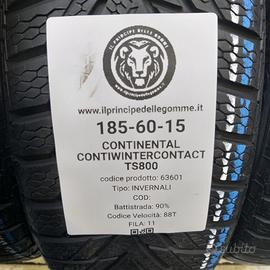 IL PRINCIPE DELLE GOMME
www.ilprincipedellegomme.it
185-60-15
CONTINENTAL
CONTIWINTERCONTACT
TS800
codice prodotto: 63601
Tipo: INVERNALI
COD:
Battistrada: 90%
Codice Velocità: 88T
FILA: 11
subito